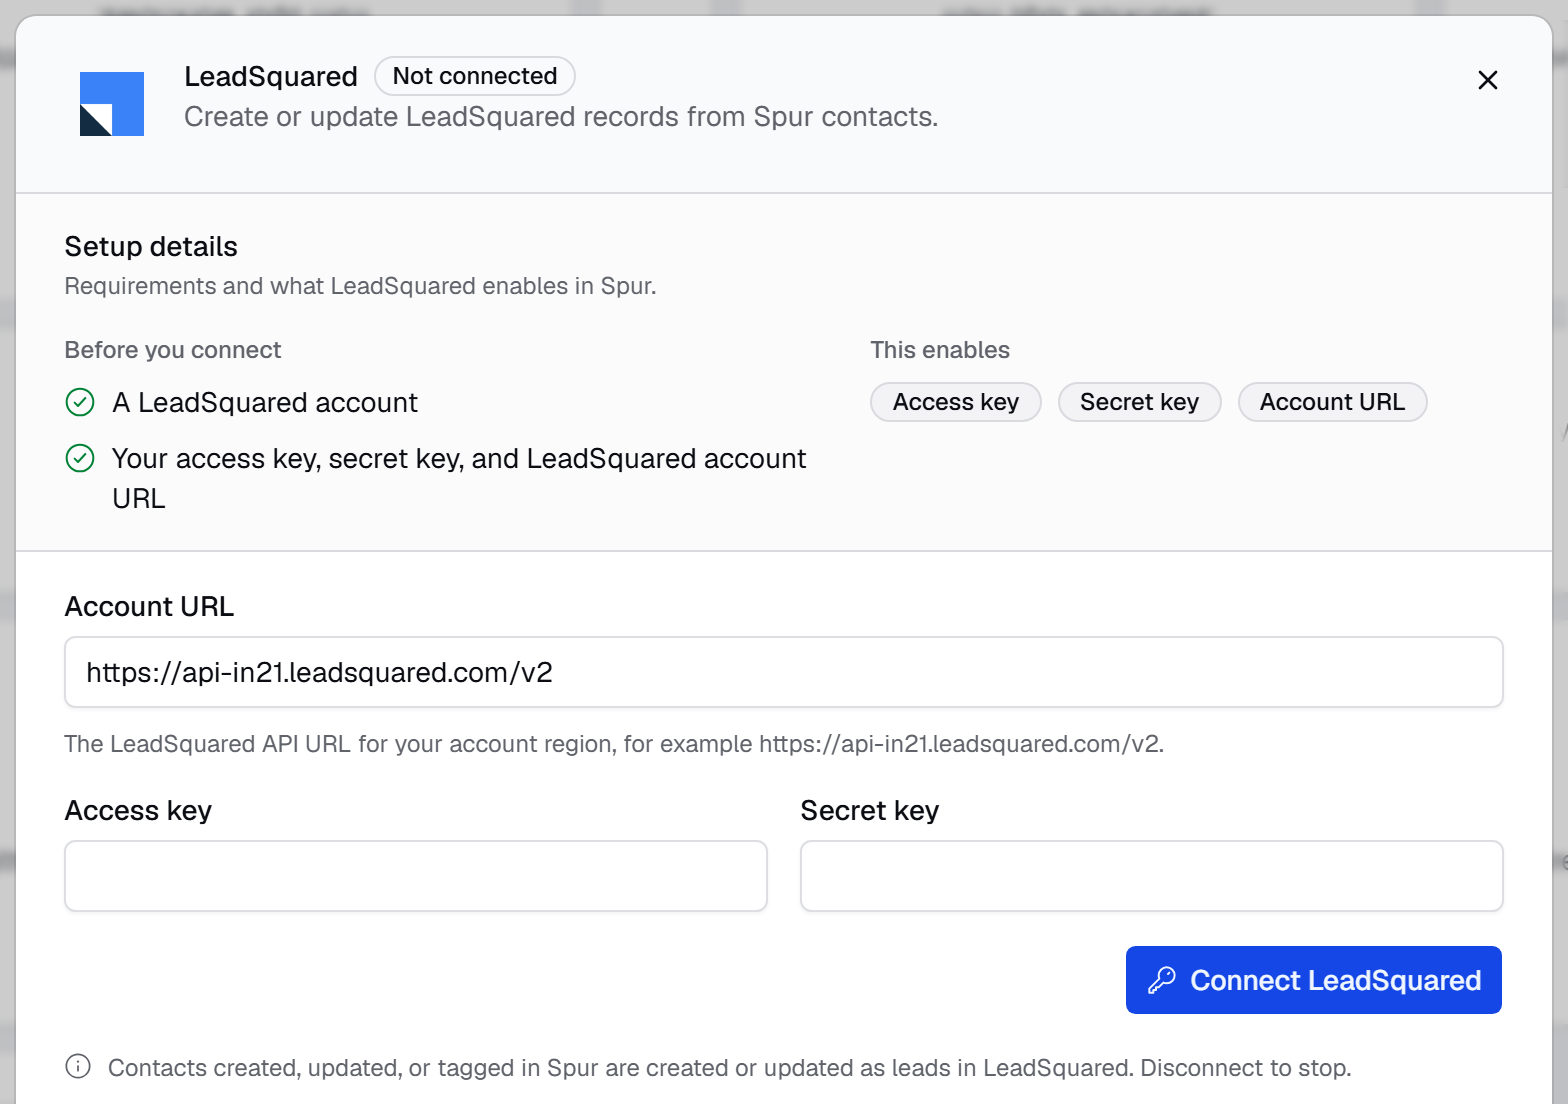 LeadSquared
Not connected
Create or update LeadSquared records from Spur contacts.
Setup details
Requirements and what LeadSquared enables in Spur.
Before you connect
A LeadSquared account
Your access key, secret key, and LeadSquared account
URL
This enables
Access key
Secret key
Account URL
Account URL
https://api-in21.leadsquared.com/v2
The LeadSquared API URL for your account region, for example https://api-in21.leadsquared.com/v2.
Access key
Secret key
Connect LeadSquared
Contacts created, updated, or tagged in Spur are created or updated as leads in LeadSquared. Disconnect to stop.